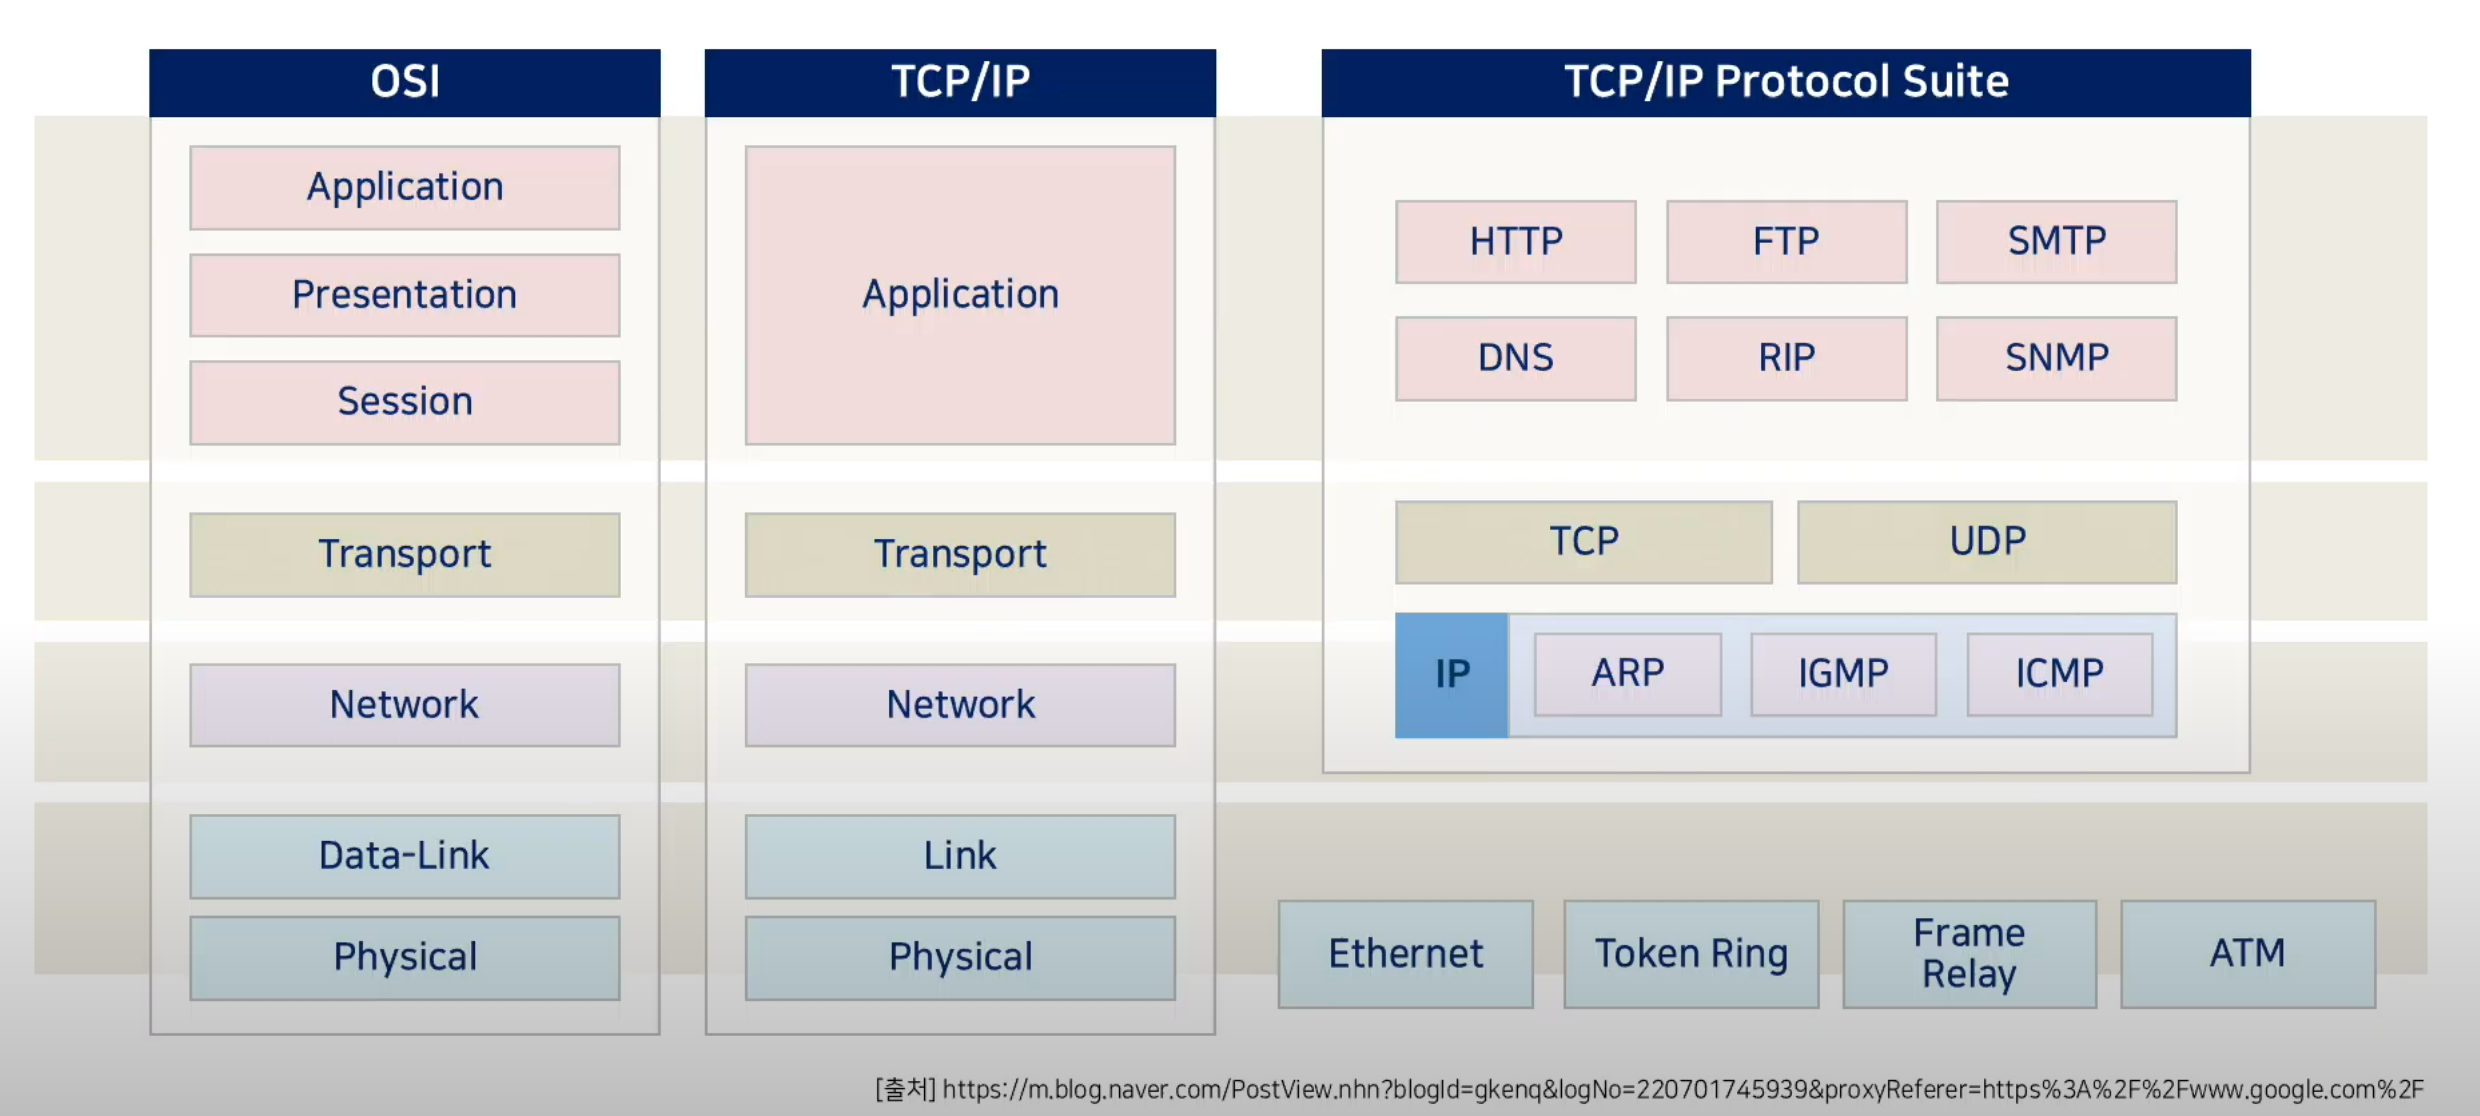 OSI
TCP/IP
TCP/IP Protocol Suite
Application
Presentation
Session
Transport
Network
Data-Link
Physical
Application
Transport
Network
Link
Physical
HTTP
FTP
SMTP
DNS
RIP
SNMP
TCP
UDP
IP
ARP
IGMP
ICMP
Ethernet
Token Ring
Frame
Relay
ATM
[출처] https://m.blog.naver.com/PostView.nhn?blogId=gkenq&logNo=220701745939&proxyReferer=https%3A%2F%2Fwww.google.com%2F